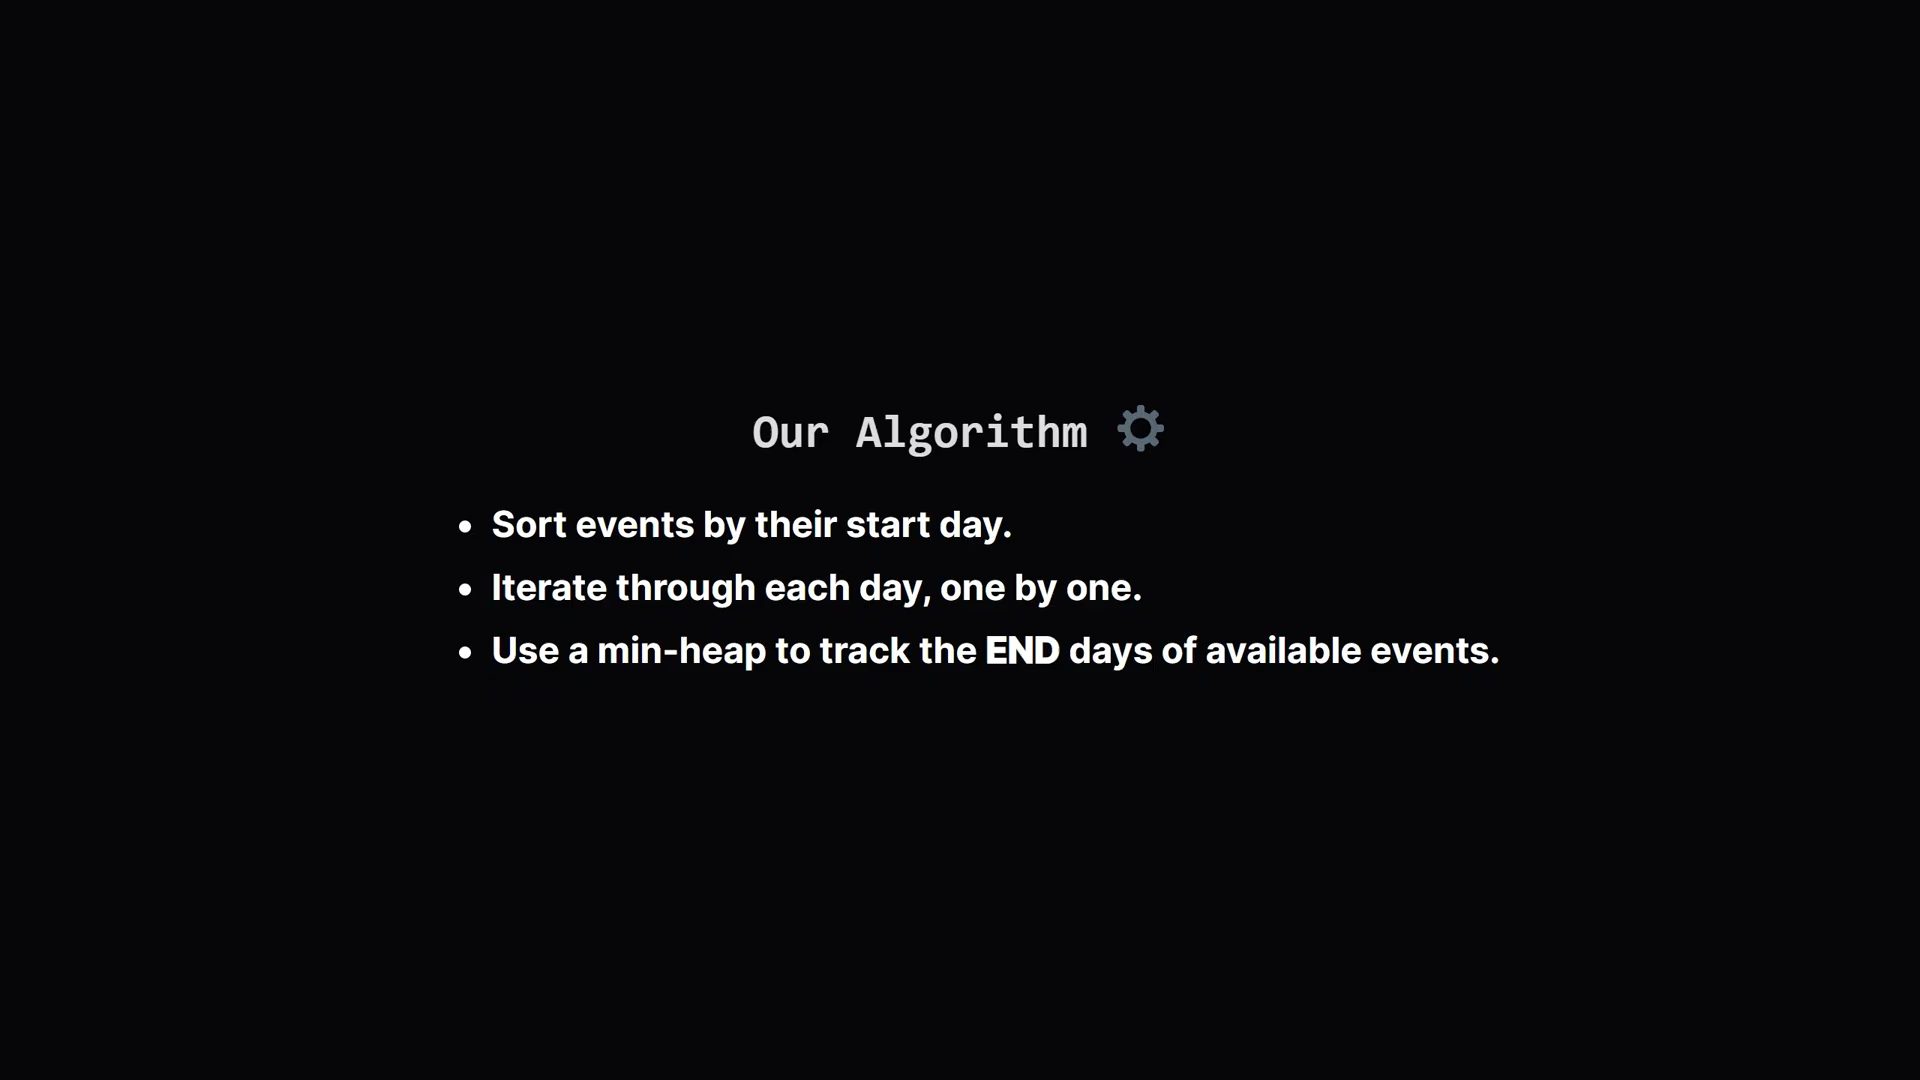 Our Algorithm ⚙
• Sort events by their start day.
• Iterate through each day, one by one.
• Use a min-heap to track the END days of available events.